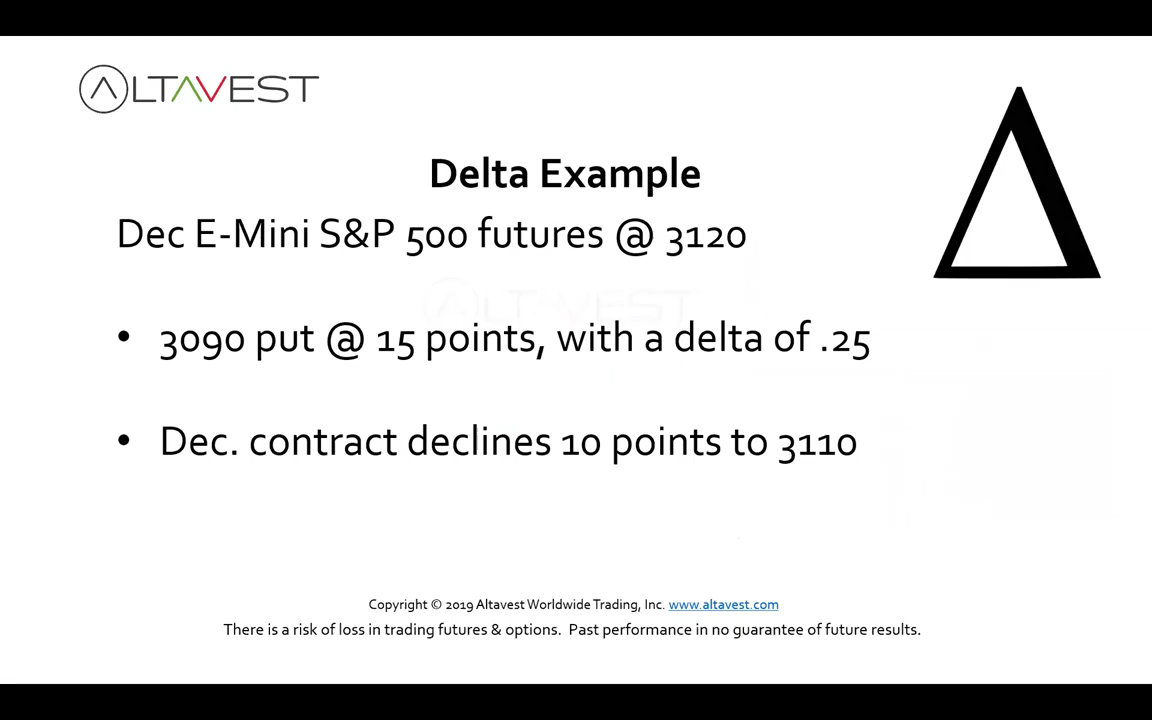 ALTAVEST
Delta Example
Dec E-Mini S&P 500 futures @ 3120
ALTAVEST
• 3090 put @ 15 points, with a delta of .25
• Dec. contract declines 10 points to 3110
Copyright © 2019 Altavest Worldwide Trading, Inc. www.altavest.com
There is a risk of loss in trading futures & options. Past performance in no guarantee of future results.